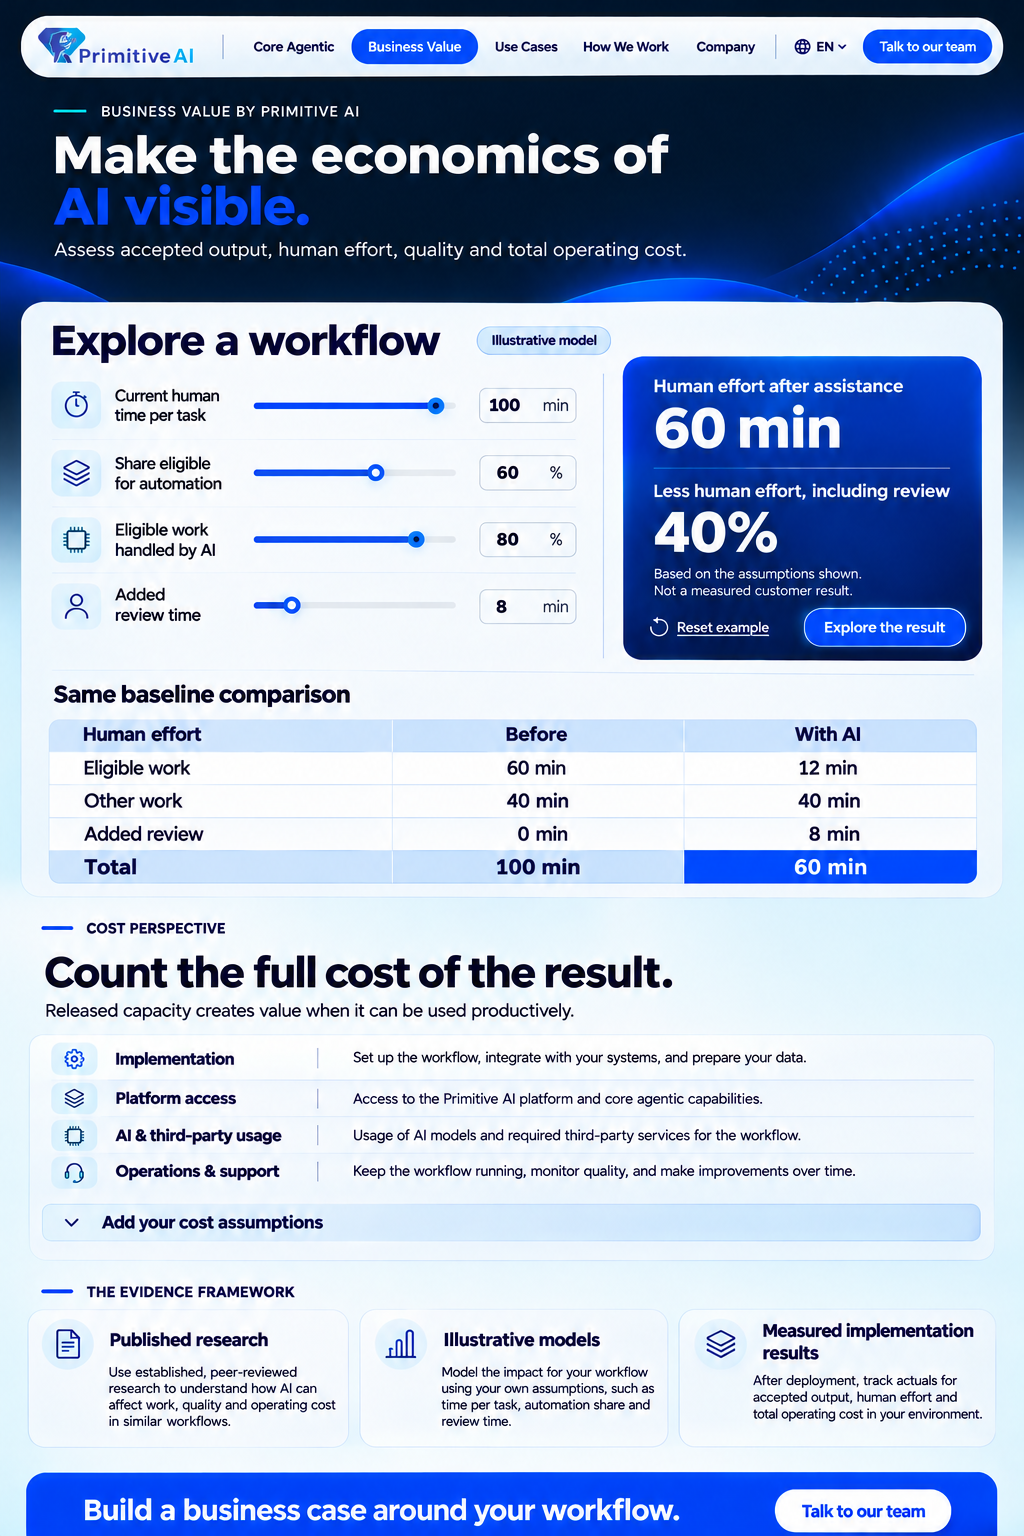 Primitive AI
Core Agentic
Business Value
Use Cases
How We Work
Company
EN
Talk to our team
BUSINESS VALUE BY PRIMITIVE AI
Make the economics of
AI visible.
Assess accepted output, human effort, quality and total operating cost.
Explore a workflow
Illustrative model
Current human
time per task
100 min
Share eligible
for automation
60 %
Eligible work
handled by AI
80 %
Added
review time
8 min
Human effort after assistance
60 min
Less human effort, including review
40%
Based on the assumptions shown.
Not a measured customer result.
Reset example
Explore the result
Same baseline comparison
Human effort Before With AI
Eligible work 60 min 12 min
Other work 40 min 40 min
Added review 0 min 8 min
Total 100 min 60 min
COST PERSPECTIVE
Count the full cost of the result.
Released capacity creates value when it can be used productively.
Implementation Set up the workflow, integrate with your systems, and prepare your data.
Platform access Access to the Primitive AI platform and core agentic capabilities.
AI & third-party usage Usage of AI models and required third-party services for the workflow.
Operations & support Keep the workflow running, monitor quality, and make improvements over time.
Add your cost assumptions
THE EVIDENCE FRAMEWORK
Published research
Use established, peer-reviewed
research to understand how AI can
affect work, quality and operating cost
in similar workflows.
Illustrative models
Model the impact for your workflow
using your own assumptions, such as
time per task, automation share and
review time.
Measured implementation
results
After deployment, track actuals for
accepted output, human effort and
total operating cost in your environment.
Build a business case around your workflow.
Talk to our team